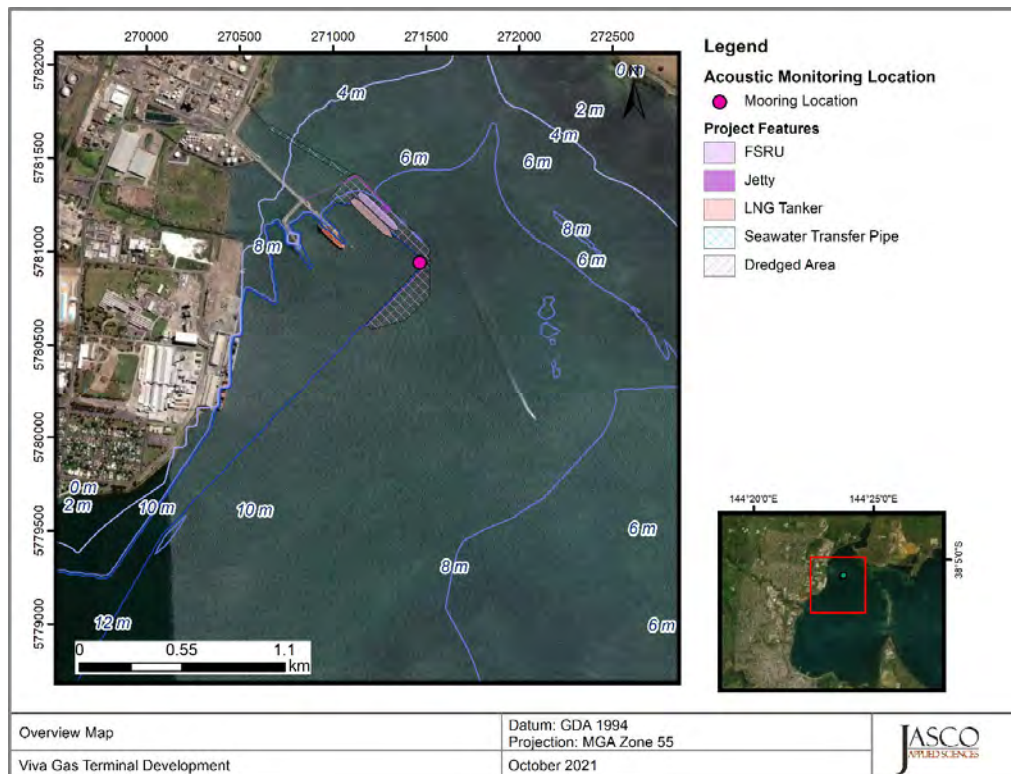 270000 270500 271000 271500 272000 272500
5782000
5781500
5781000
5780500
5780000
5779500
5779000
0 m
4 m
2 m
4 m
6 m
6 m
8 m
8 m
6 m
0 m
2 m
10 m
10 m
6 m
8 m
12 m
6 m
0 0.55 1.1
km
Legend
Acoustic Monitoring Location
Mooring Location
Project Features
FSRU
Jetty
LNG Tanker
Seawater Transfer Pipe
Dredged Area
144°20'0"E 144°25'0"E
38°5'0"S
Overview Map
Datum: GDA 1994
Projection: MGA Zone 55
Viva Gas Terminal Development
October 2021
JASCO
APPLIED SCIENCES